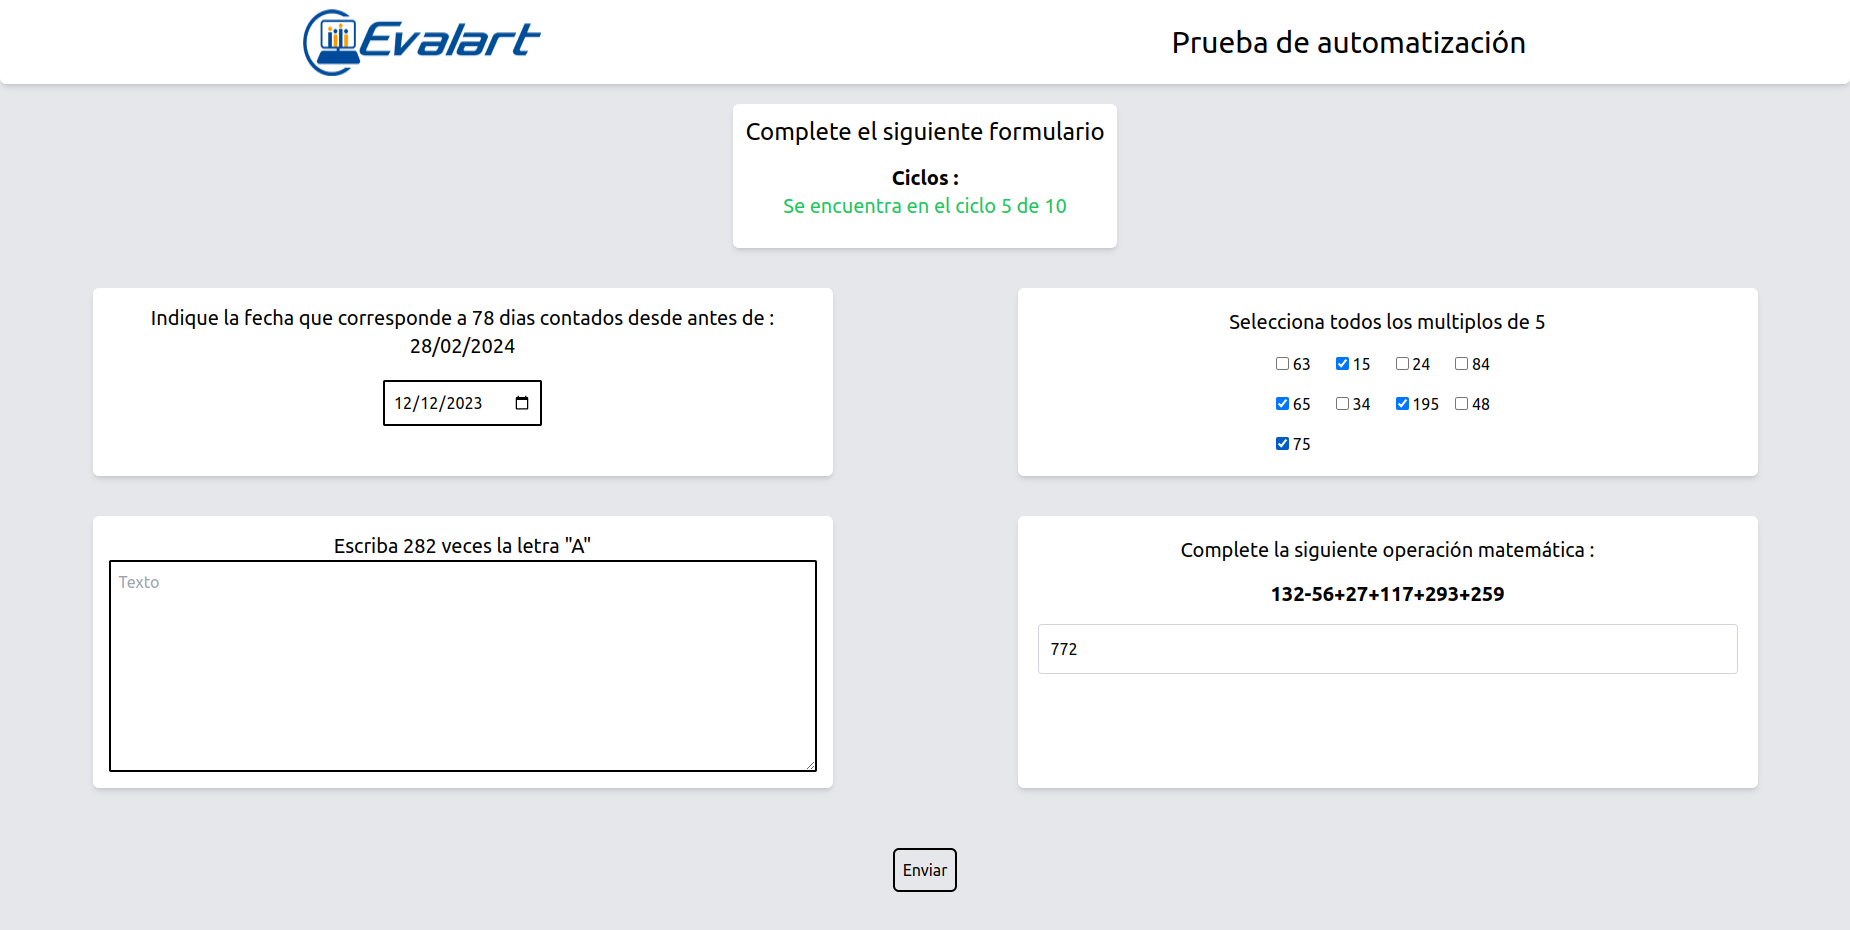 Evalart
Prueba de automatización
Complete el siguiente formulario
Ciclos :
Se encuentra en el ciclo 5 de 10
Indique la fecha que corresponde a 78 dias contados desde antes de :
28/02/2024
12/12/2023
Selecciona todos los multiplos de 5
63 15 24 84
65 34 195 48
75
Escriba 282 veces la letra "A"
Texto
Complete la siguiente operación matemática :
132-56+27+117+293+259
772
Enviar